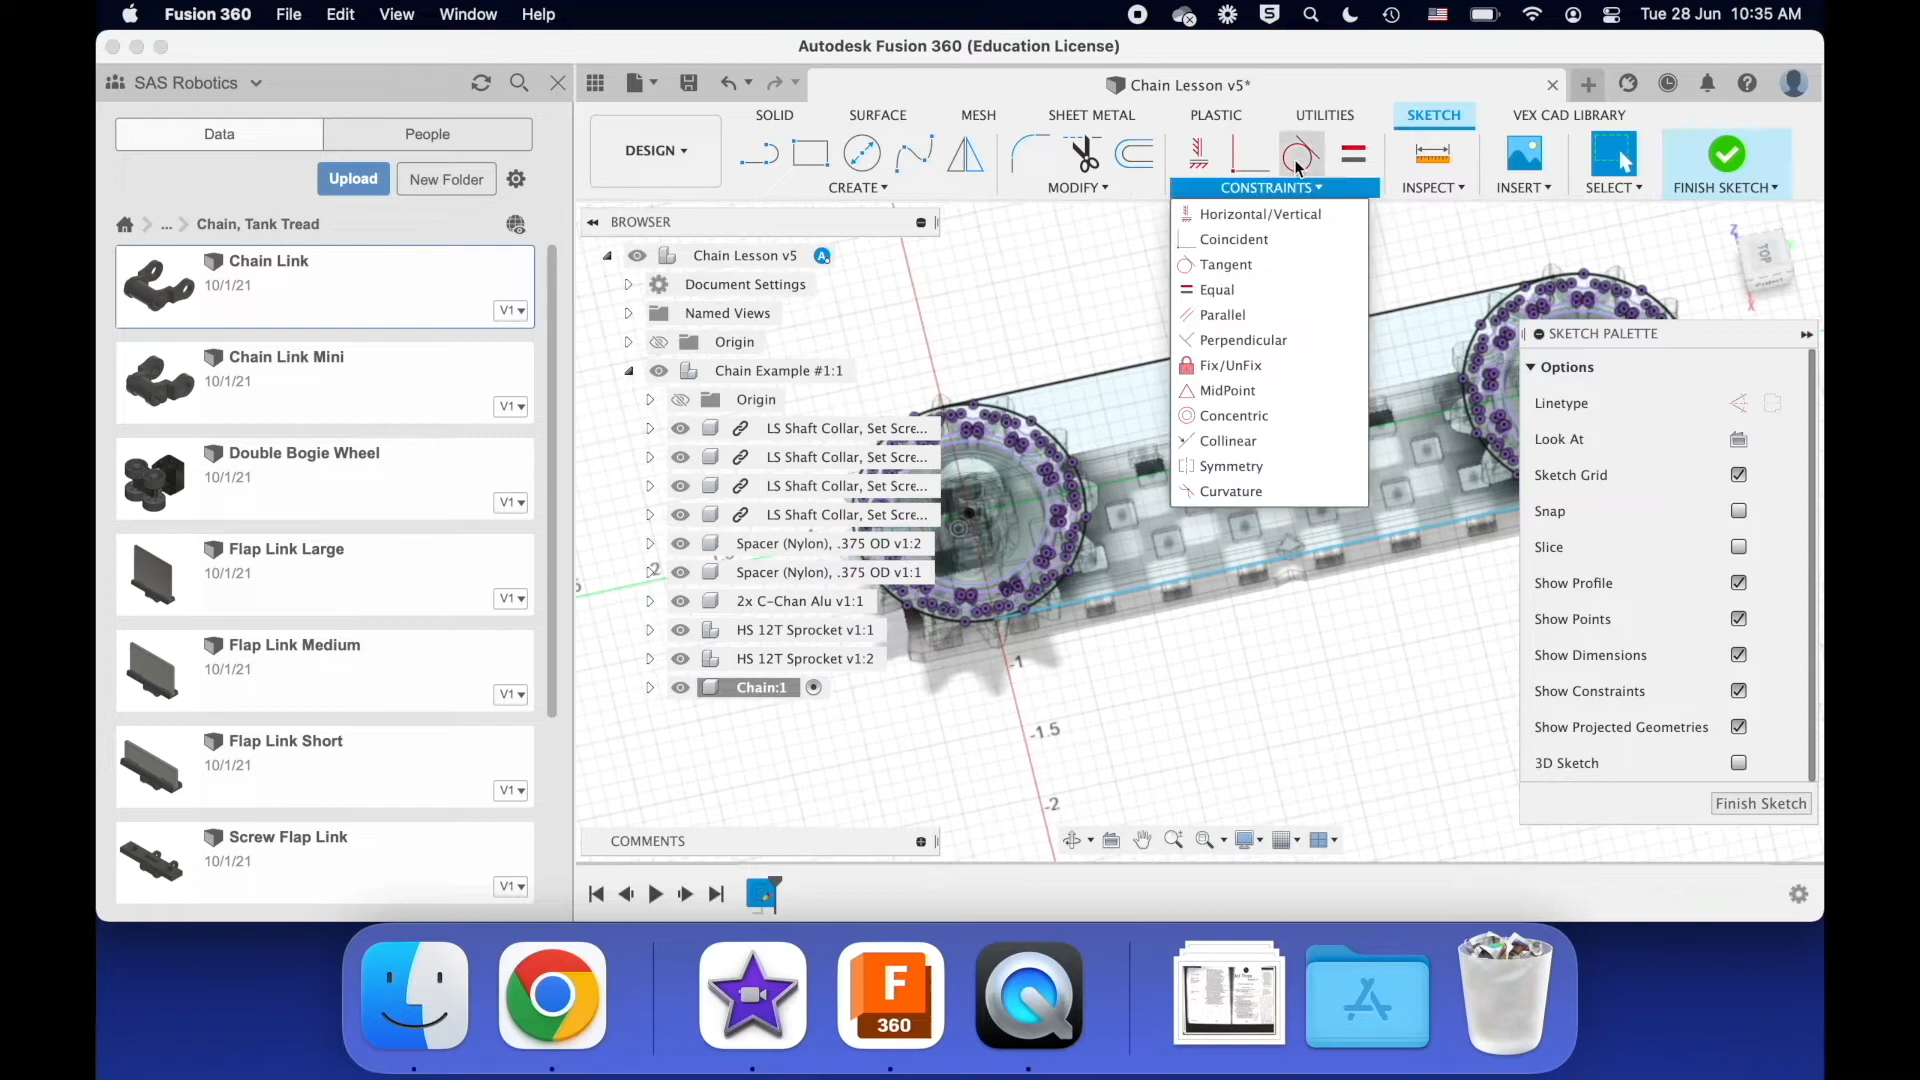 Fusion 360 File Edit View Window Help
Tue 28 Jun 10:35 AM
Autodesk Fusion 360 (Education License)
SAS Robotics
Chain Lesson v5*
Data People
Upload New Folder
... Chain, Tank Tread
Chain Link
10/1/21
V1
Chain Link Mini
10/1/21
V1
Double Bogie Wheel
10/1/21
V1
Flap Link Large
10/1/21
V1
Flap Link Medium
10/1/21
V1
Flap Link Short
10/1/21
V1
Screw Flap Link
10/1/21
V1
SOLID SURFACE MESH SHEET METAL PLASTIC UTILITIES SKETCH VEX CAD LIBRARY
DESIGN
CREATE MODIFY CONSTRAINTS INSPECT INSERT SELECT FINISH SKETCH
BROWSER
Chain Lesson v5
Document Settings
Named Views
Origin
Chain Example #1:1
Origin
LS Shaft Collar, Set Scre...
LS Shaft Collar, Set Scre...
LS Shaft Collar, Set Scre...
LS Shaft Collar, Set Scre...
Spacer (Nylon), .375 OD v1:2
Spacer (Nylon), .375 OD v1:1
2x C-Chan Alu v1:1
HS 12T Sprocket v1:1
HS 12T Sprocket v1:2
Chain:1
COMMENTS
Horizontal/Vertical
Coincident
Tangent
Equal
Parallel
Perpendicular
Fix/UnFix
MidPoint
Concentric
Collinear
Symmetry
Curvature
-1
-1.5
-2
Z
TOP
X
SKETCH PALETTE
Options
Linetype
Look At
Sketch Grid
Snap
Slice
Show Profile
Show Points
Show Dimensions
Show Constraints
Show Projected Geometries
3D Sketch
Finish Sketch
F
360